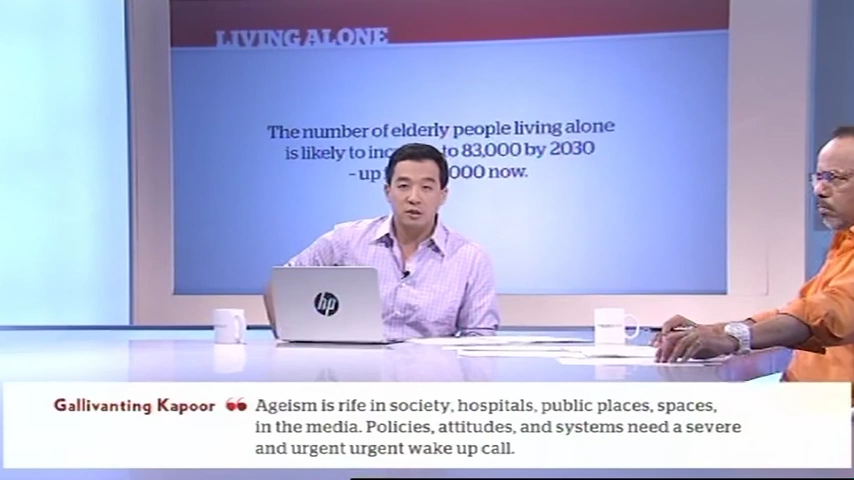 LIVING ALONE
The number of elderly people living alone
is likely to inc to 83,000 by 2030
- up 000 now.
hp
Gallivanting Kapoor
Ageism is rife in society, hospitals, public places, spaces,
in the media. Policies, attitudes, and systems need a severe
and urgent urgent wake up call.